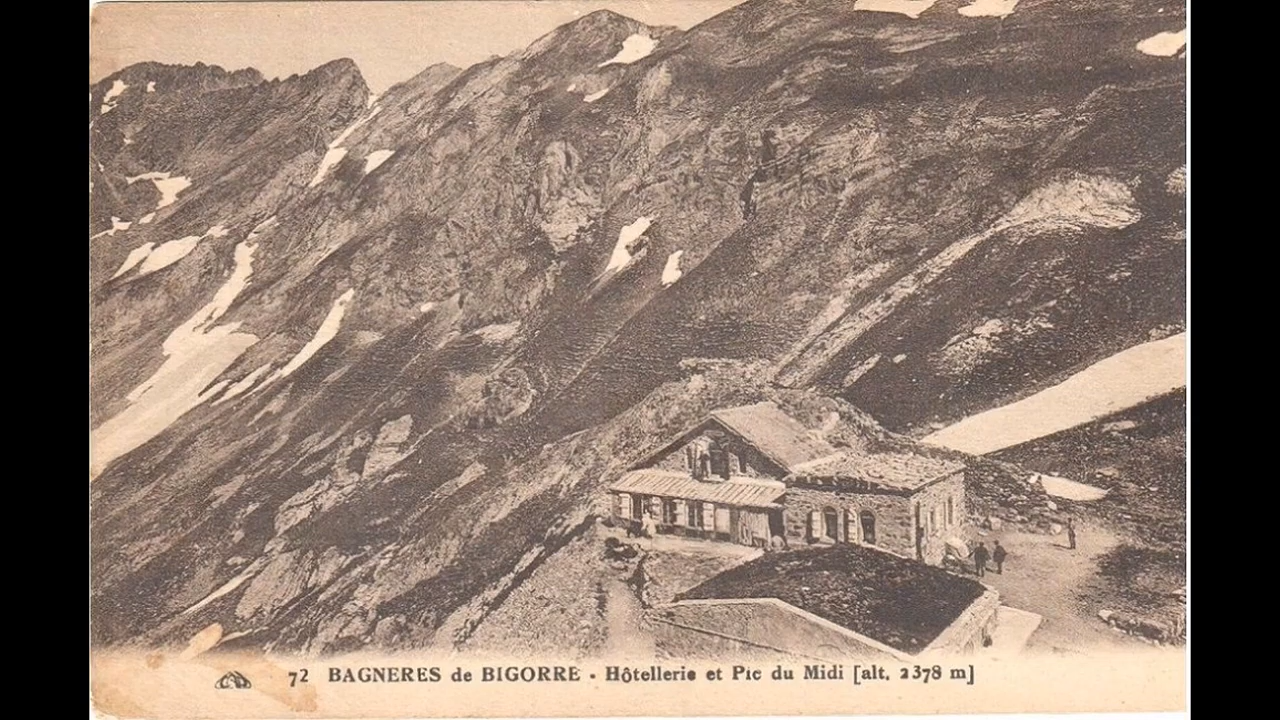 72 BAGNERES de BIGORRE - Hôtellerie et Pic du Midi [alt. 2378 m]